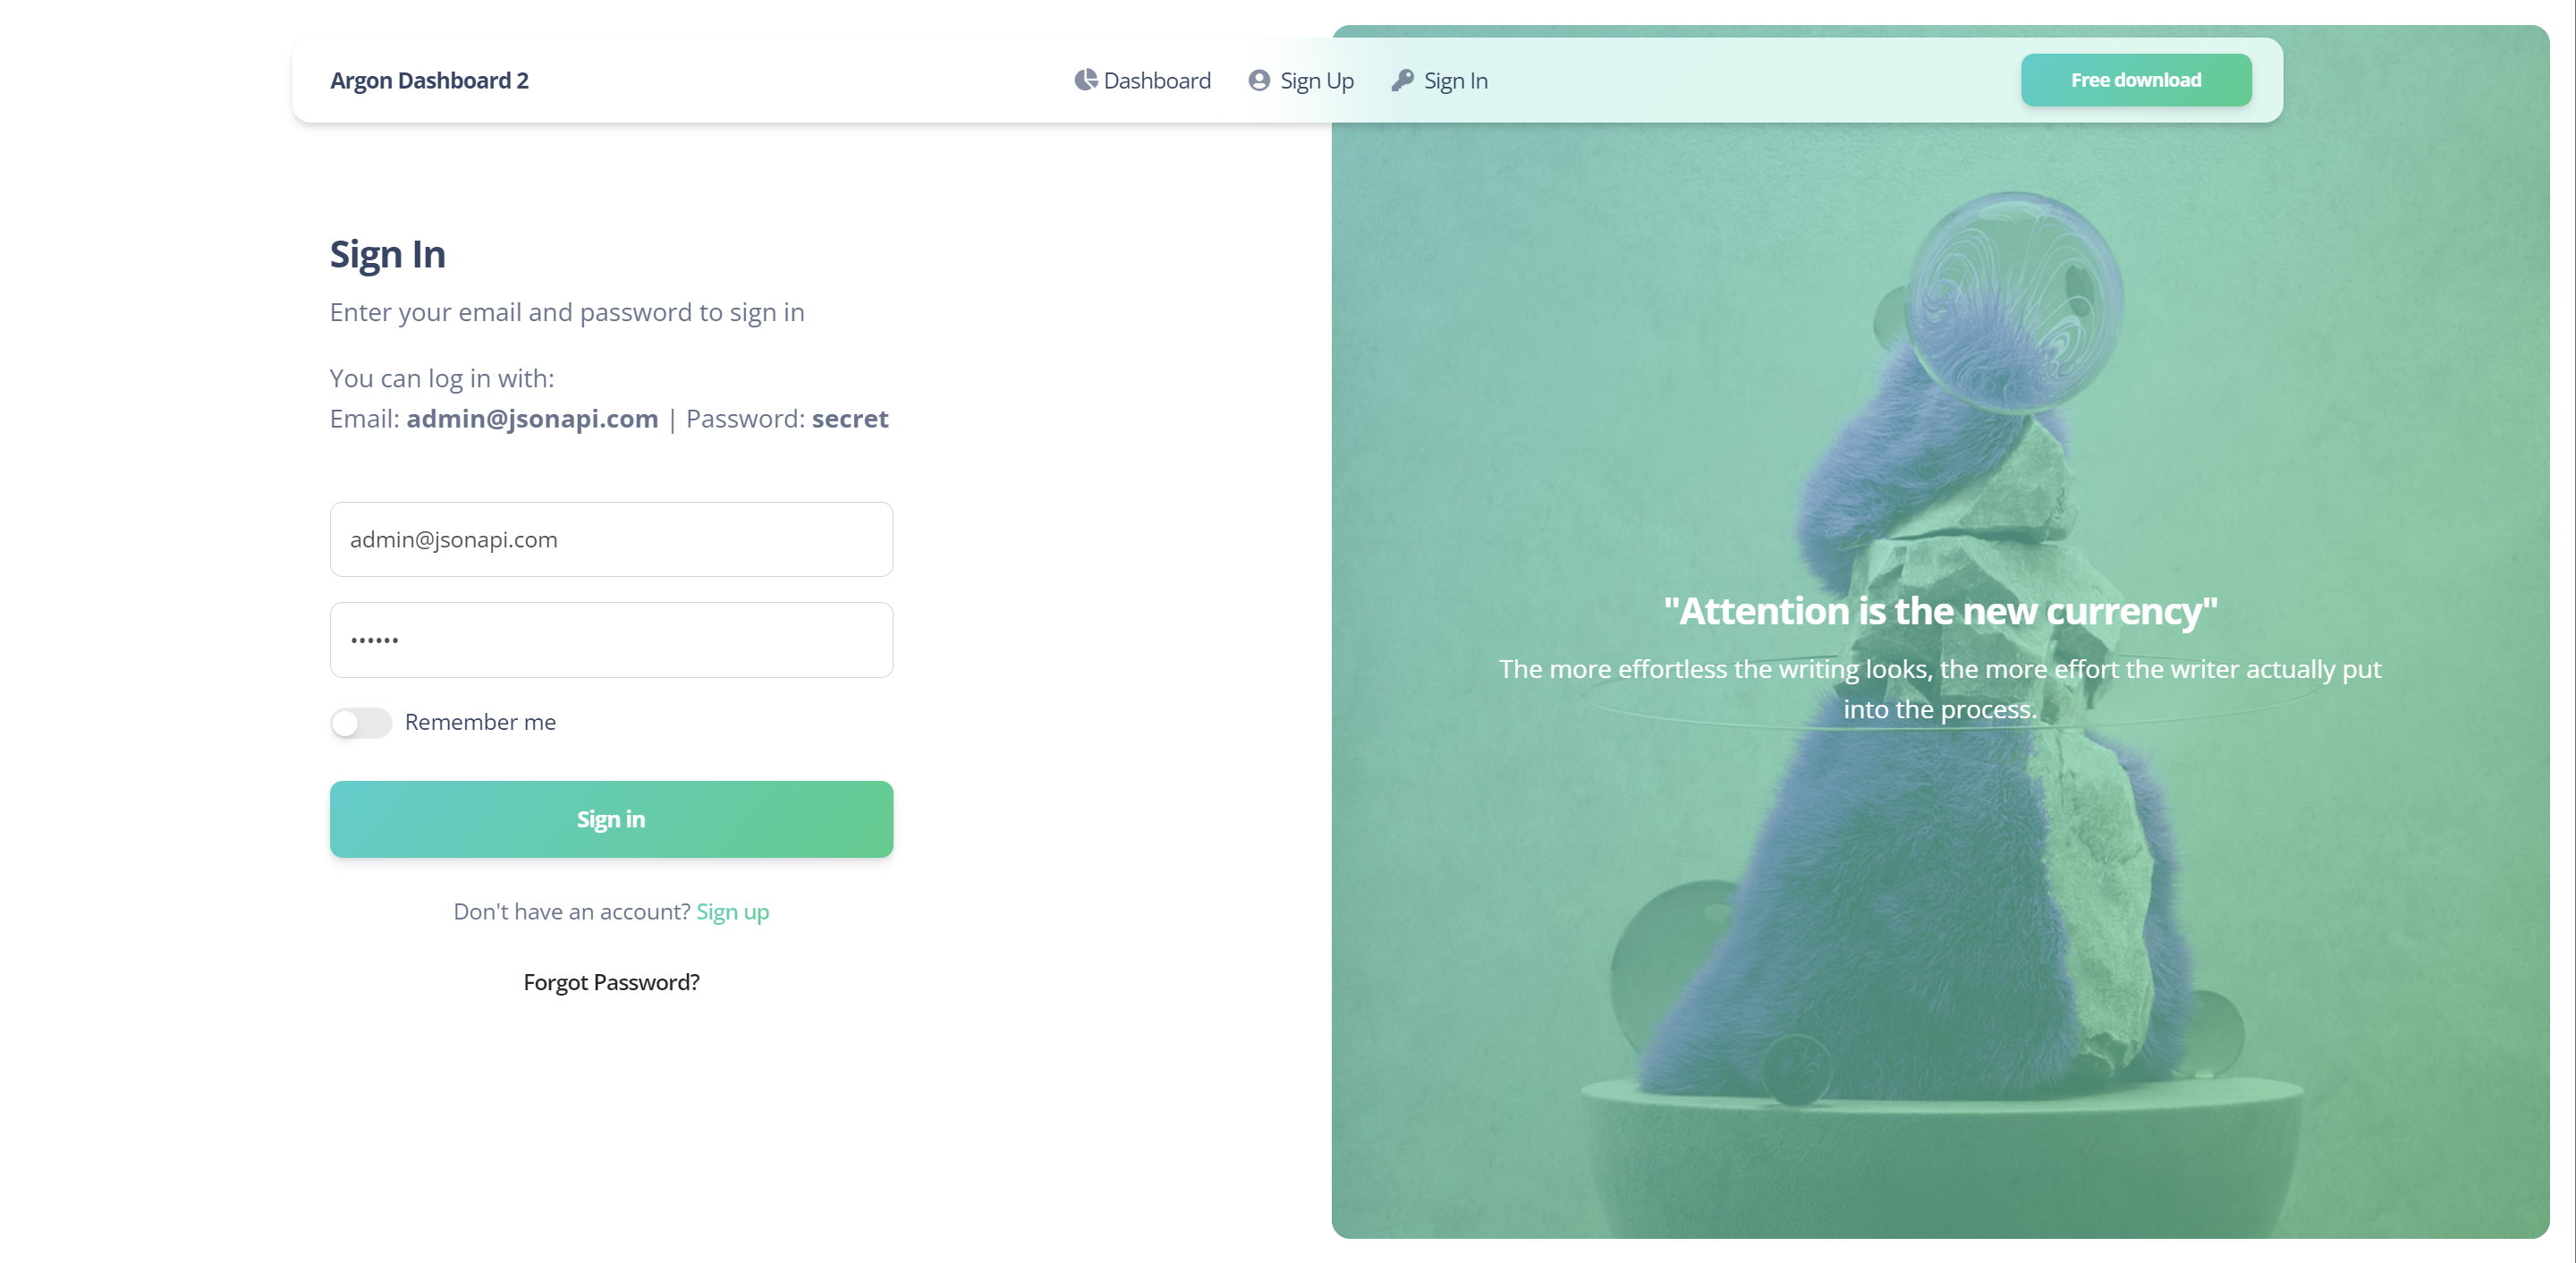 Argon Dashboard 2
Dashboard
Sign Up
Sign In
Free download
Sign In
Enter your email and password to sign in
You can log in with:
Email: admin@jsonapi.com | Password: secret
admin@jsonapi.com
••••••
Remember me
Sign in
Don't have an account? Sign up
Forgot Password?
"Attention is the new currency"
The more effortless the writing looks, the more effort the writer actually put
into the process.